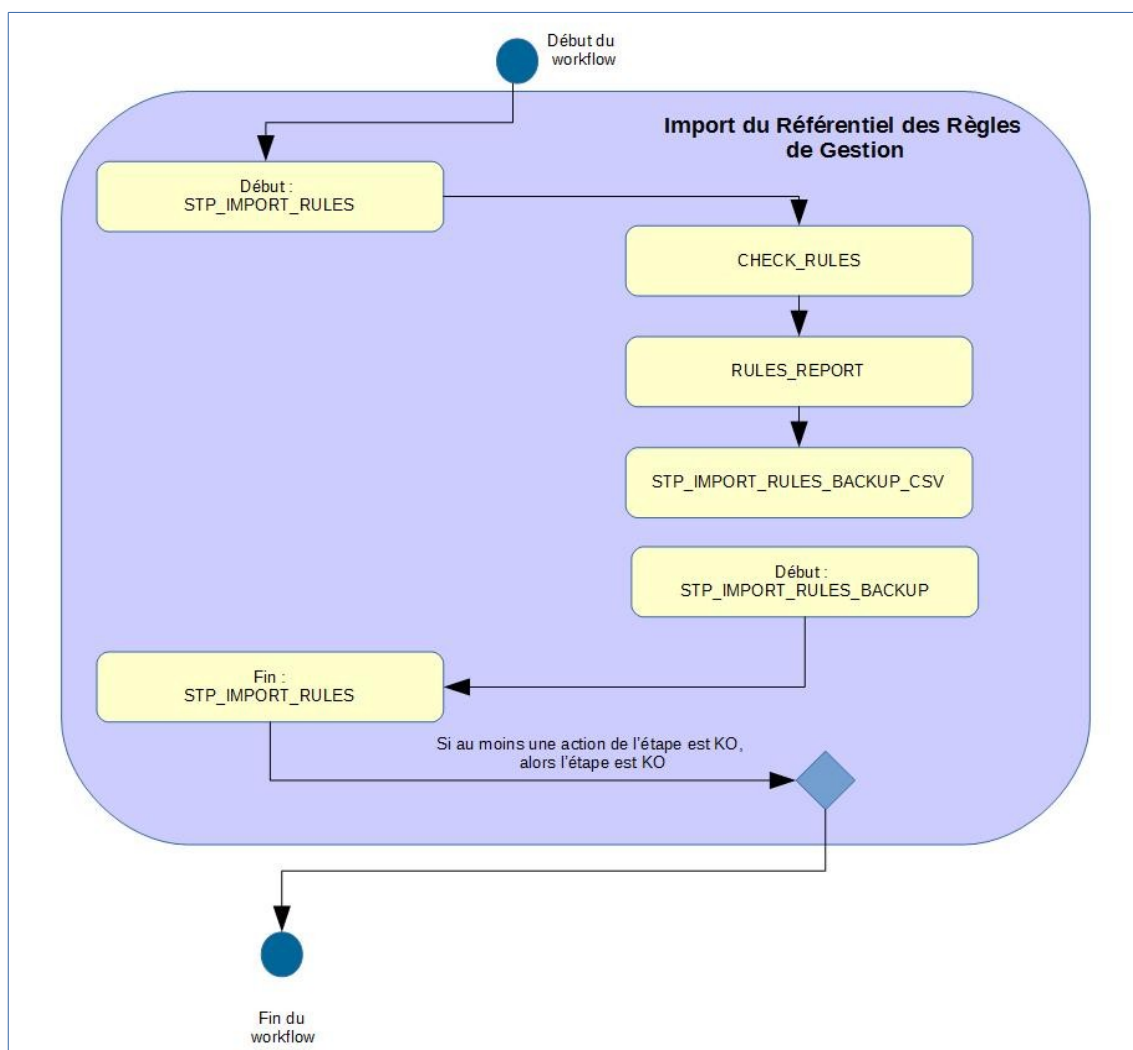 Début du
workflow
Import du Référentiel des Règles
de Gestion
Début :
STP_IMPORT_RULES
CHECK_RULES
RULES_REPORT
STP_IMPORT_RULES_BACKUP_CSV
Début :
STP_IMPORT_RULES_BACKUP
Fin :
STP_IMPORT_RULES
Si au moins une action de l'étape est KO,
alors l'étape est KO
Fin du
workflow